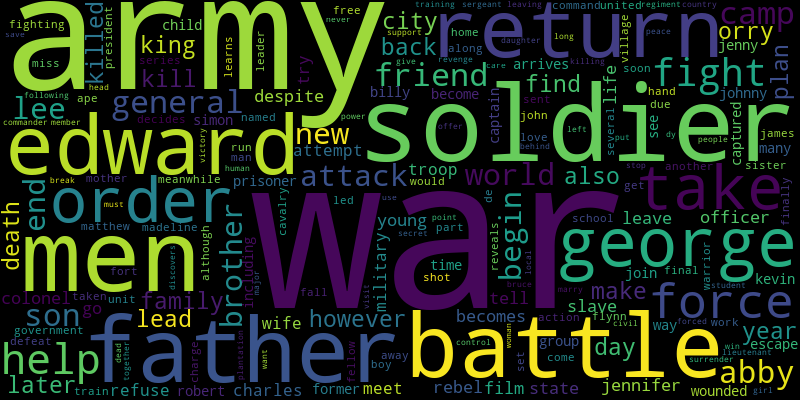 army
return
soldier
war
edward
men
father
battle
george
take
order
force
fight
help
general
attack
world
friend
camp
city
orry
find
back
king
kill
killed
lee
new
despite
attempt
child
president
miss
fighting
series
learns
leader
try
free
never
save
head
following
ape
decides
simon
due
billy
become
along
home
arrives
give
support
training
sergeant
leaving
command
united
regiment
country
peace
village
daughter
long
revenge
care
killing
jenny
plan
johnny
soon
hand
see
life
several
captain
sent
john
love
behind
offer
power
left
put
dy
people
captured
james
many
sister
commander
member
named
run
man
human
victory
break
mother
meanwhile
prisoner
would
troop
also
stop
another
get
finally
death
end
must
matthew
madeline
fort
discovers
although
brother
cavalry
led
use
young
point
part
secret
military
time
reveals
de
begin
school
leave
officer
join
final
warrior
kevin
student
local
bruce
marry
shot
visit
fall
major
including
family
tell
colonel
taken
unit
go
son
lead
however
becomes
slave
make
action
flynn
civil
way
forced
work
year
escape
government
defeat
wife
dead
together
charge
plantation
want
boy
away
control
woman
group
set
come
day
win
surrender
lieutenant
abby
later
train
refuse
robert
charles
fellow
former
meet
rebel
film
state
jennifer
wounded
girl